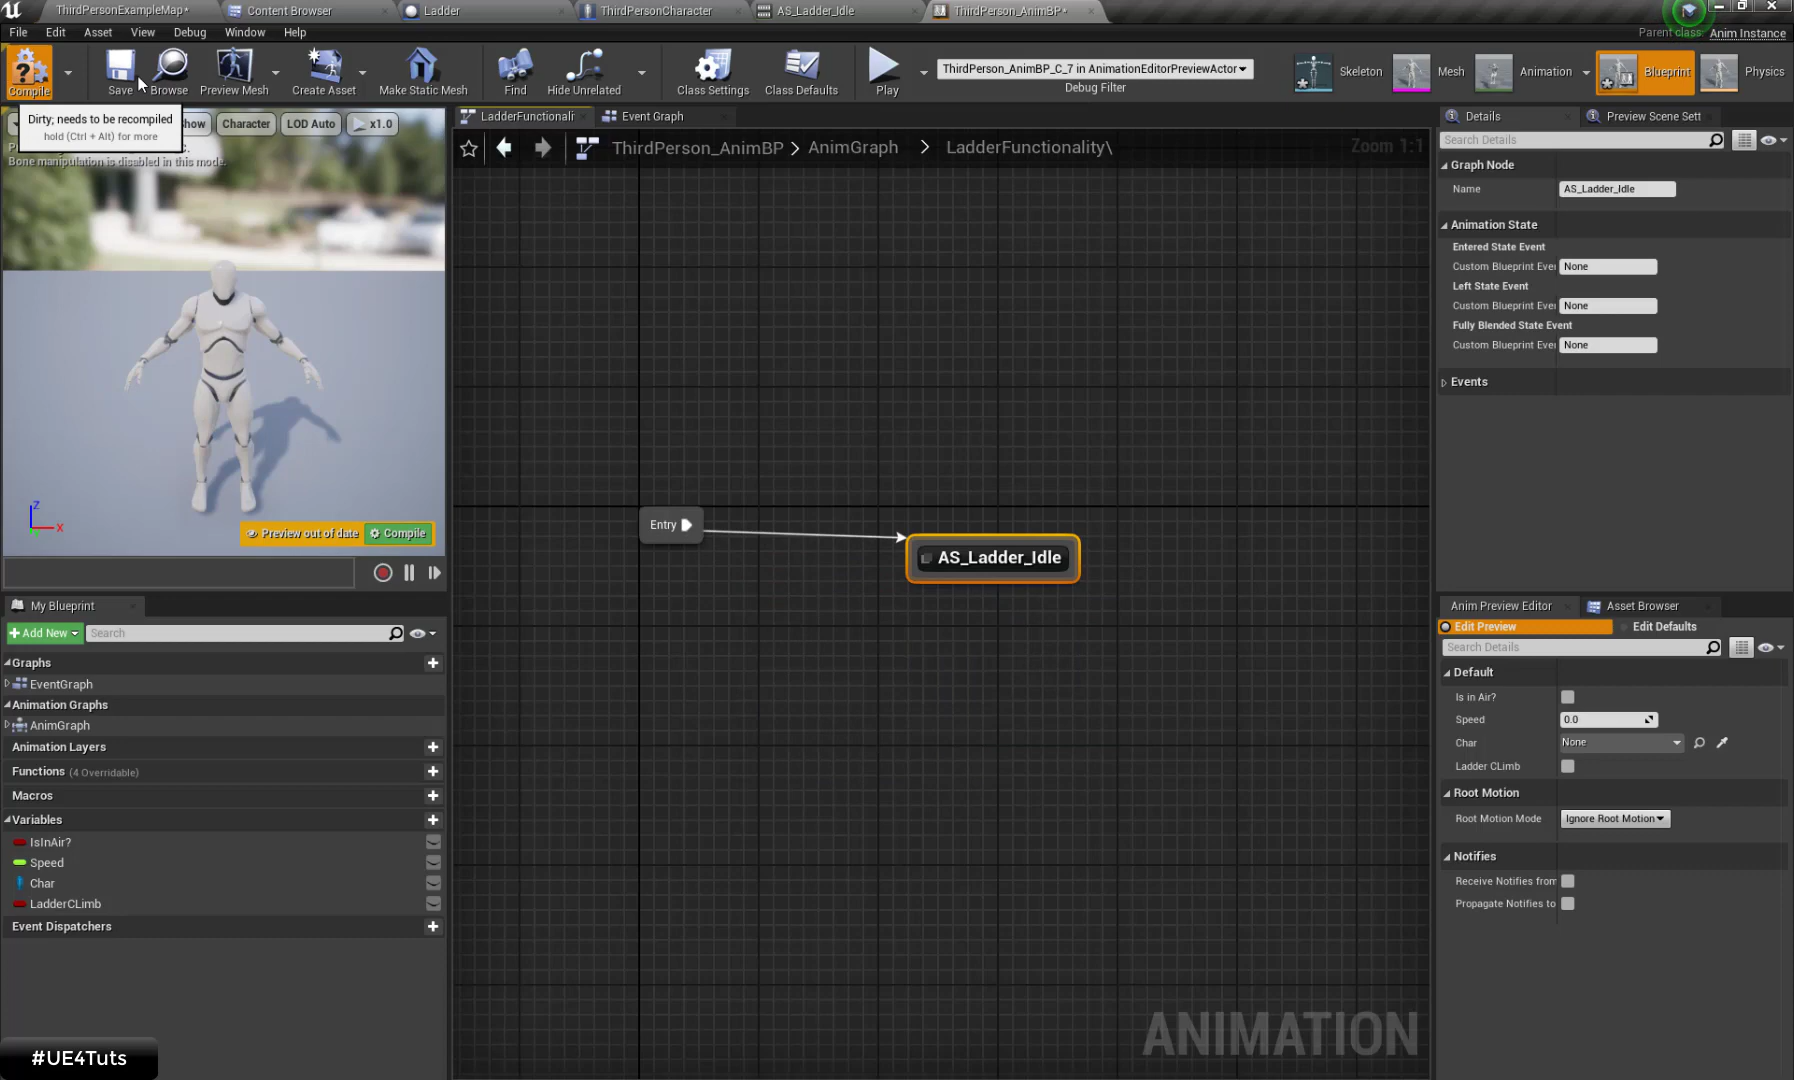 ThirdPersonExampleMap*
Content Browser
Ladder
ThirdPersonCharacter
AS_Ladder_Idle
ThirdPerson_AnimBP*
File
Edit
Asset
View
Debug
Window
Help
Parent class:
Anim Instance
Compile
Save
Browse
Preview Mesh
Create Asset
Make Static Mesh
Find
Hide Unrelated
Class Settings
Class Defaults
Play
ThirdPerson_AnimBP_C_7 in AnimationEditorPreviewActor
Debug Filter
Skeleton
Mesh
Animation
Blueprint
Physics
Dirty; needs to be recompiled
hold (Ctrl + Alt) for more
how
Character
LOD Auto
x1.0
Bone manipulation is disabled in this mode.
LadderFunctionali
Event Graph
ThirdPerson_AnimBP > AnimGraph > LadderFunctionality\
Zoom 1:1
Entry
AS_Ladder_Idle
ANIMATION
Z
X
Preview out of date
Compile
My Blueprint
Add New
Search
Graphs
EventGraph
Animation Graphs
AnimGraph
Animation Layers
Functions (4 Overridable)
Macros
Variables
IsInAir?
Speed
Char
LadderCLimb
Event Dispatchers
#UE4Tuts
Details
Preview Scene Sett
Search Details
Graph Node
Name
AS_Ladder_Idle
Animation State
Entered State Event
Custom Blueprint Eve
None
Left State Event
Custom Blueprint Eve
None
Fully Blended State Event
Custom Blueprint Eve
None
Events
Anim Preview Editor
Asset Browser
Edit Preview
Edit Defaults
Search Details
Default
Is in Air?
Speed
0.0
Char
None
Ladder CLimb
Root Motion
Root Motion Mode
Ignore Root Motion
Notifies
Receive Notifies from
Propagate Notifies to